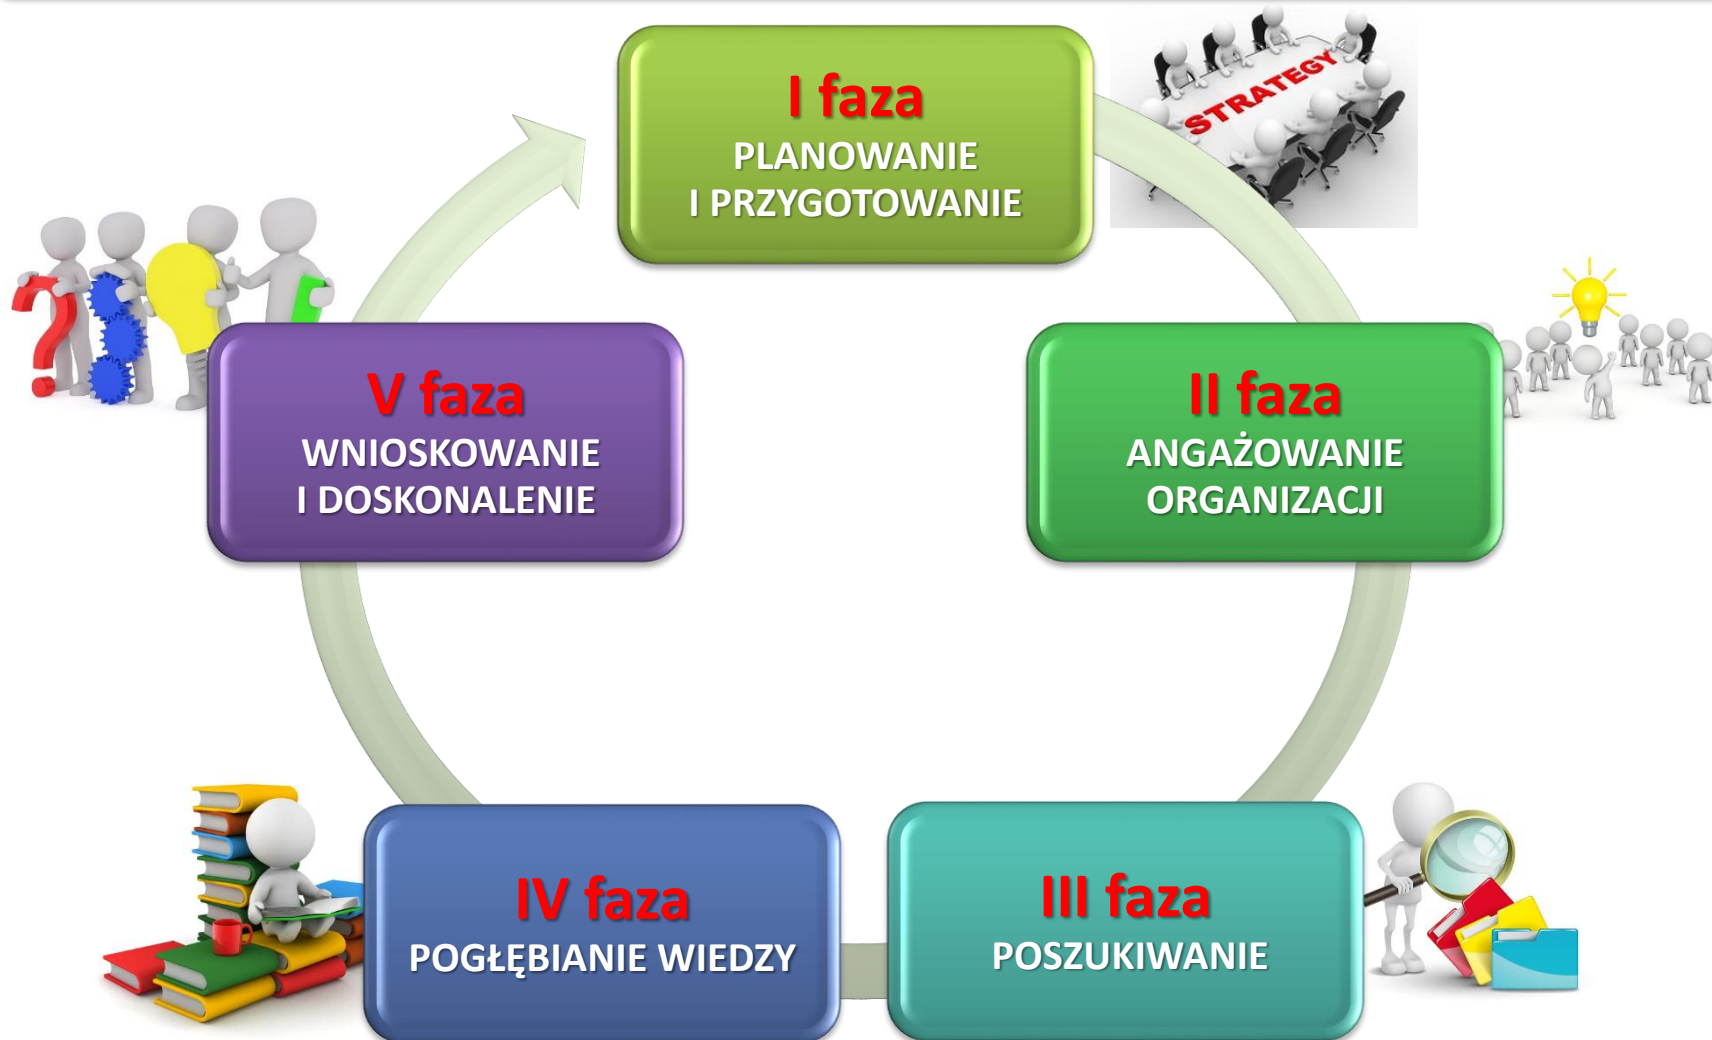 I faza
PLANOWANIE
I PRZYGOTOWANIE
STRATEGY
II faza
ANGAŻOWANIE
ORGANIZACJI
III faza
POSZUKIWANIE
IV faza
POGŁĘBIANIE WIEDZY
V faza
WNIOSKOWANIE
I DOSKONALENIE